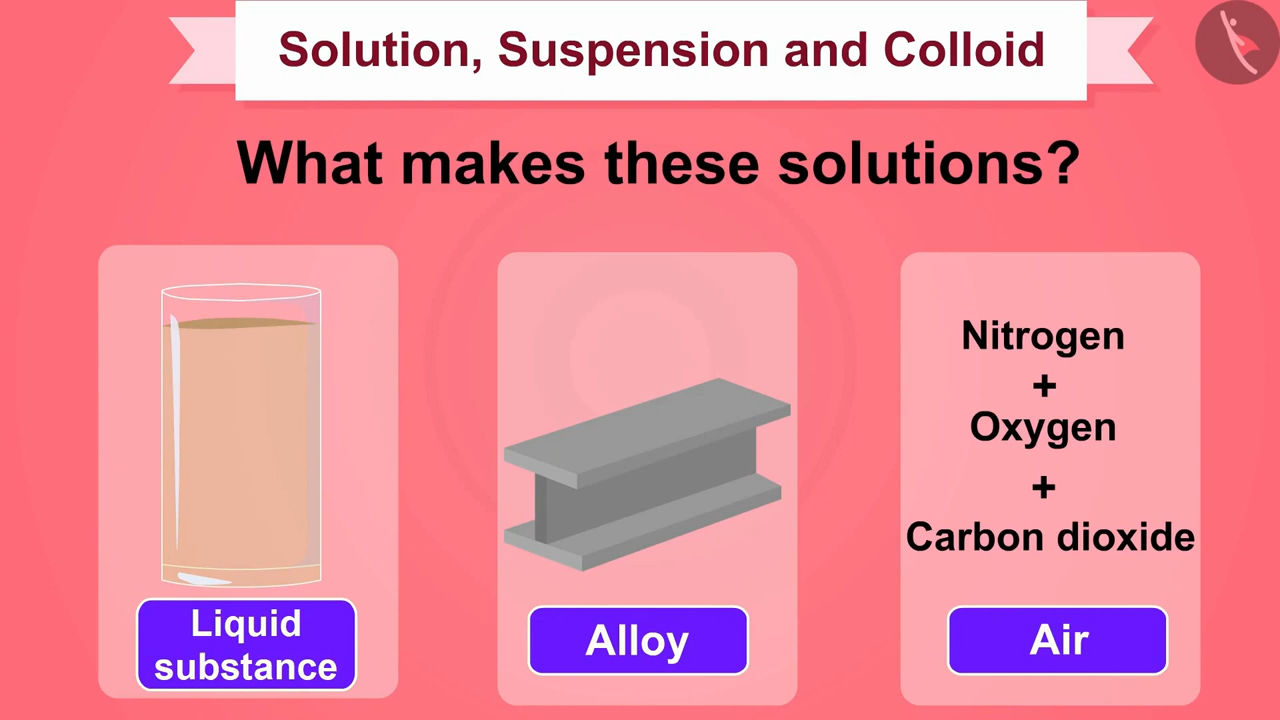 Solution, Suspension and Colloid
What makes these solutions?
Liquid
substance
Alloy
Nitrogen
+
Oxygen
+
Carbon dioxide
Air